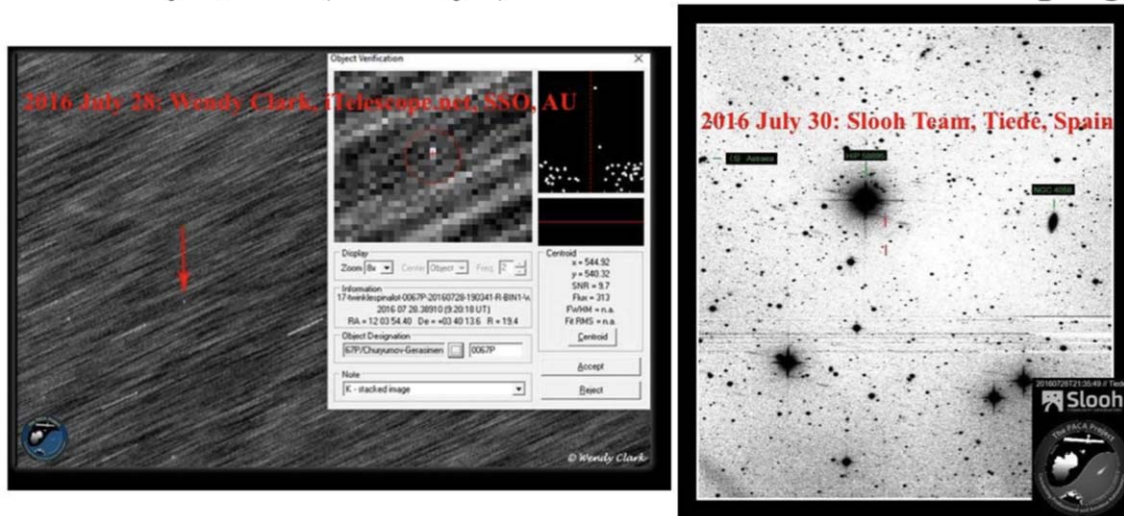 2016 July 28: Wendy Clark, iTelescope.net, SSO, AU
Object Verification
Display
Zoom 8x Center Object Freq 2
Information
17-twinklespinalot-0067P-20160728-190341-R-BIN1-
2016 07 28.38910 (9:20:18 UT)
RA = 12 03 54.40 De = +03 40 13.6 R = 19.4
Object Designation
67P/Churyumov-Gerasimen 0067P
Note
K - stacked image
Centroid
x = 544.92
y = 540.32
SNR = 9.7
Flux = 313
FWHM = n.a.
Fit RMS = n.a.
Centroid
Accept
Reject
© Wendy Clark
2016 July 30: Slooh Team, Tiede, Spain
Astraea
NGC 4058
Slooh
The PACA Project